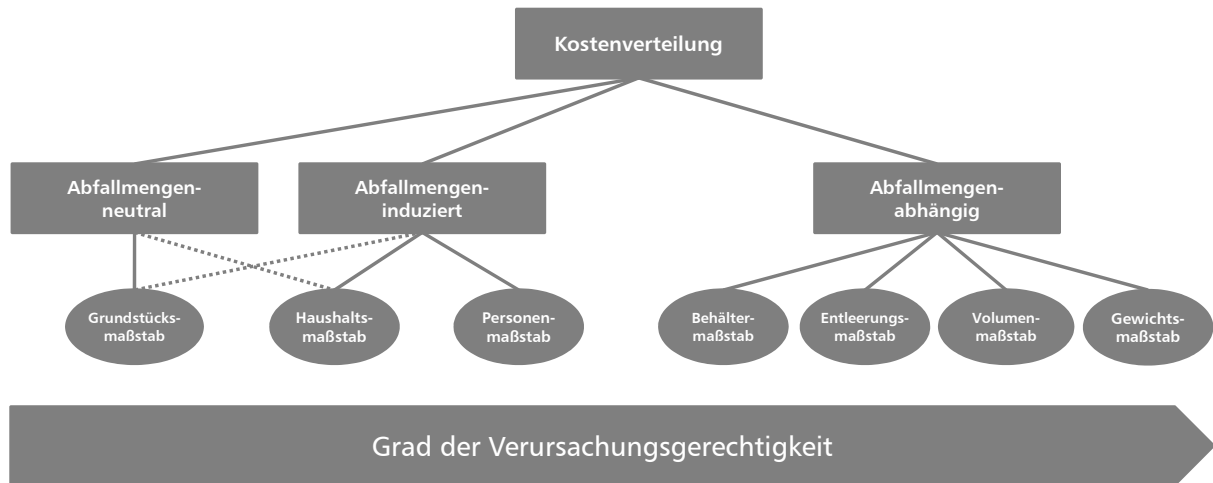 Kostenverteilung
Abfallmengen-
neutral
Abfallmengen-
induziert
Abfallmengen-
abhängig
Grundstücks-
maßstab
Haushalts-
maßstab
Personen-
maßstab
Behälter-
maßstab
Entleerungs-
maßstab
Volumen-
maßstab
Gewichts-
maßstab
Grad der Verursachungsgerechtigkeit